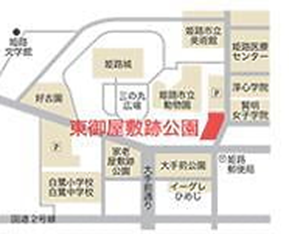 姫路
文学館
姫路市立
美術館
姫路医療
センター
姫路城
好古園
三の丸
広場
姫路市立
動物園
P
淳心学院
賢明
女子学院
東御屋敷跡公園
P
家老
屋敷跡
公園
大手前公園
姫路
郵便局
白鷺小学校
白鷺中学校
大手前通り
イーグレ
ひめじ
国道2号線